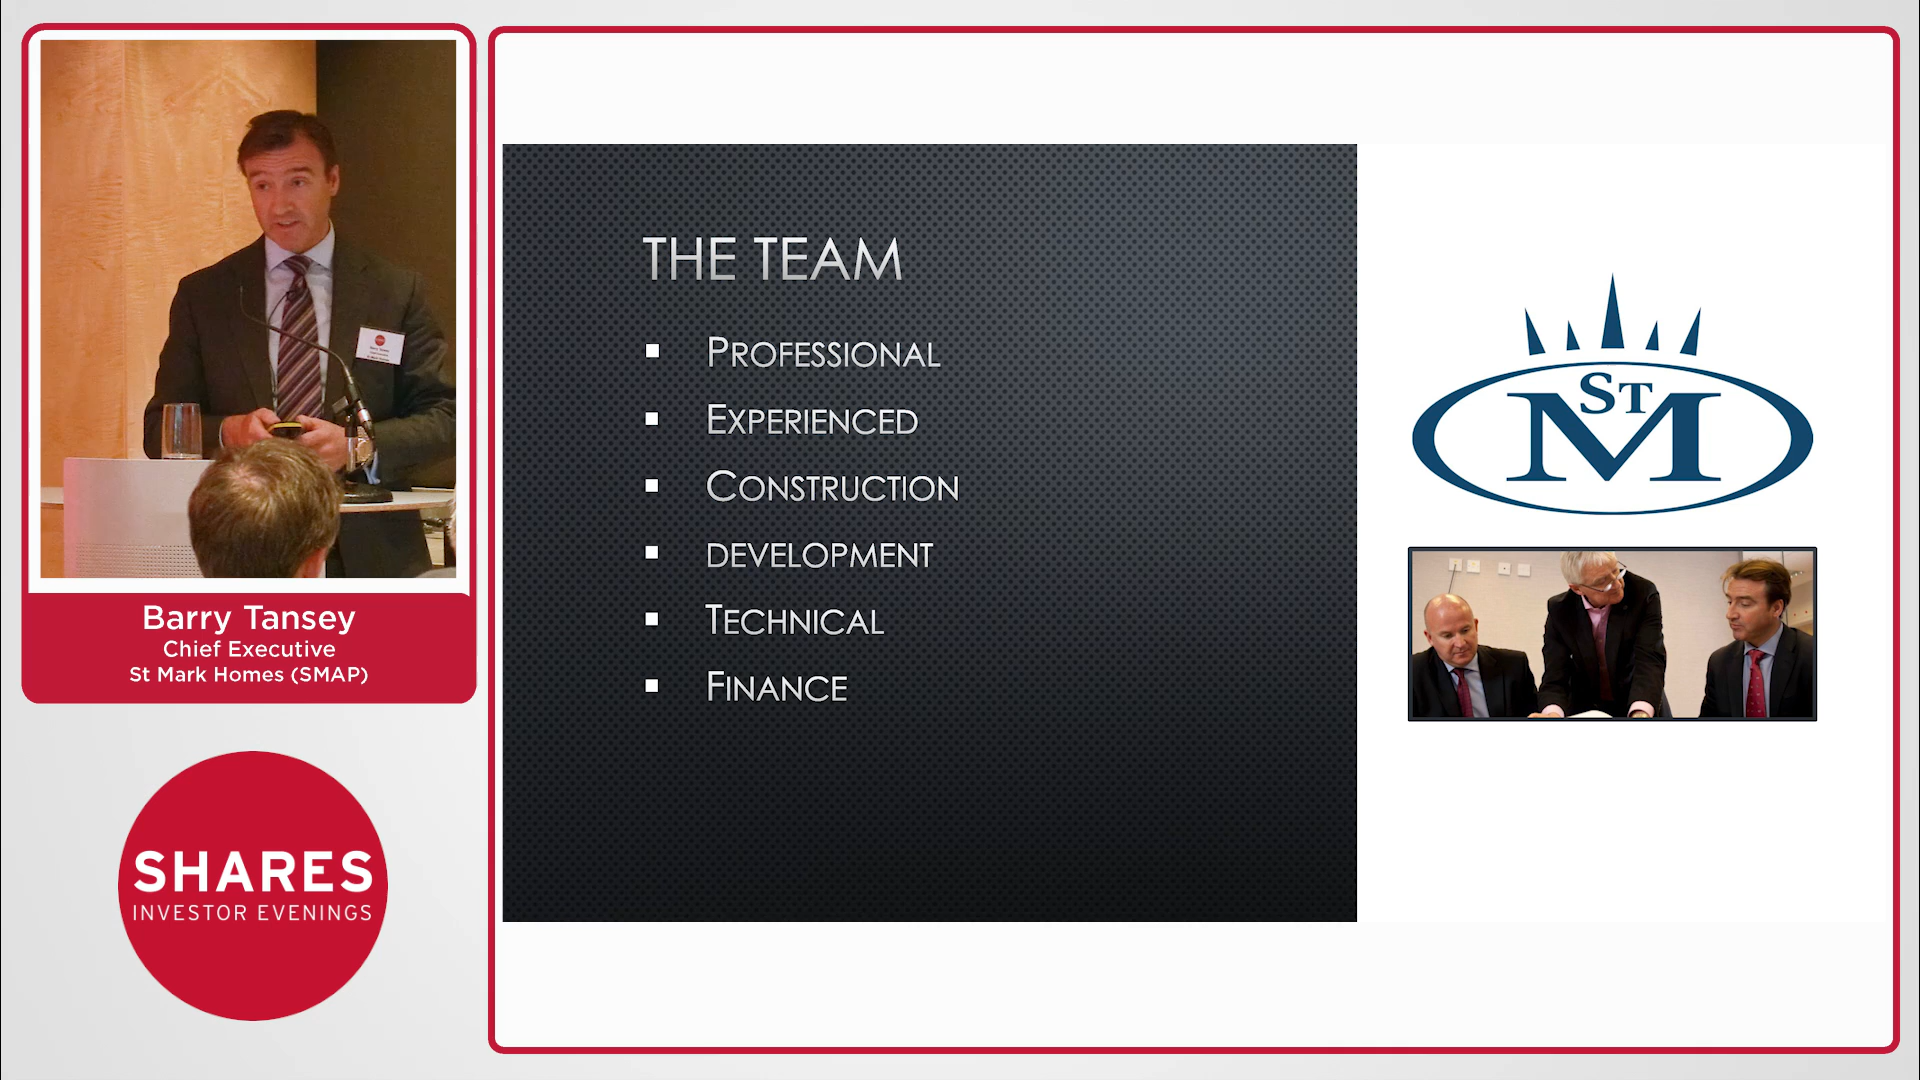 Barry Tansey
Chief Executive
St Mark Homes (SMAP)
SHARES
INVESTOR EVENINGS
THE TEAM
PROFESSIONAL
EXPERIENCED
CONSTRUCTION
DEVELOPMENT
TECHNICAL
FINANCE
ST
M